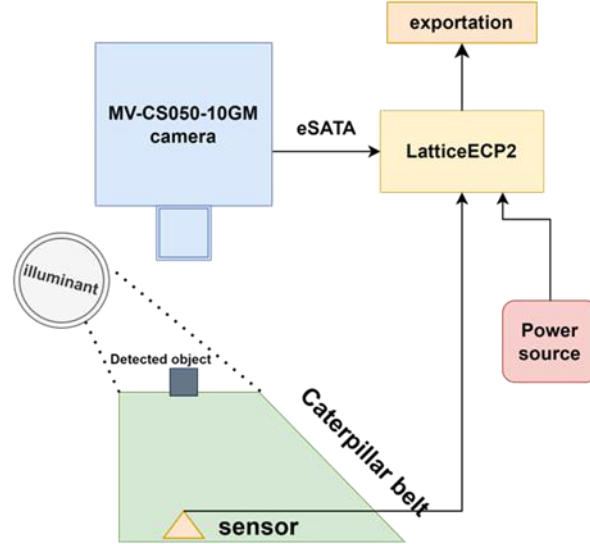 exportation
MV-CS050-10GM
camera
eSATA
LatticeECP2
illuminant
Power
source
Detected object
Caterpillar belt
sensor